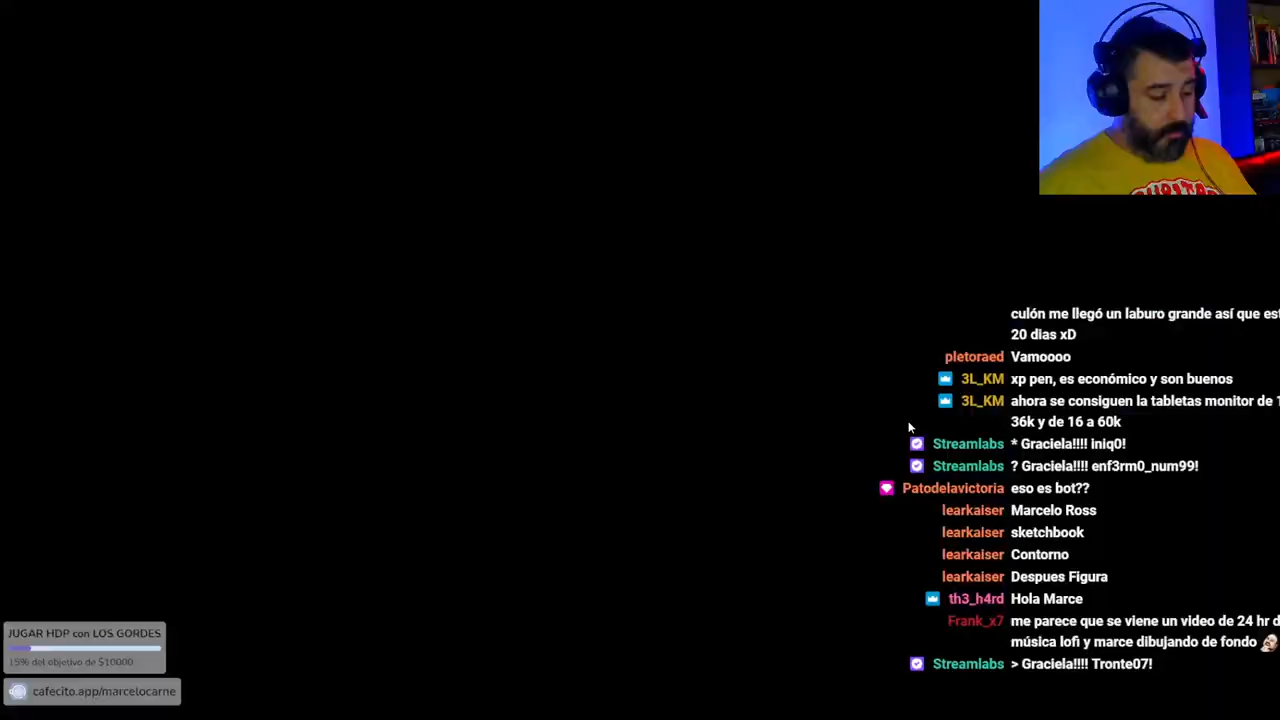 culón me llegó un laburo grande así que
20 dias xD
pletoraed Vamoooo
3L_KM xp pen, es económico y son buenos
3L_KM ahora se consiguen la tabletas monitor de
36k y de 16 a 60k
Streamlabs * Graciela!!!! iniq0!
Streamlabs ? Graciela!!!! enf3rm0_num99!
Patodelavictoria eso es bot??
learkaiser Marcelo Ross
learkaiser sketchbook
learkaiser Contorno
learkaiser Despues Figura
th3_h4rd Hola Marce
Frank_x7 me parece que se viene un video de 24 hr
música lofi y marce dibujando de fondo
Streamlabs > Graciela!!!! Tronte07!
JUGAR HDP con LOS GORDES
15% del objetivo de $10000
cafecito.app/marcelocarne